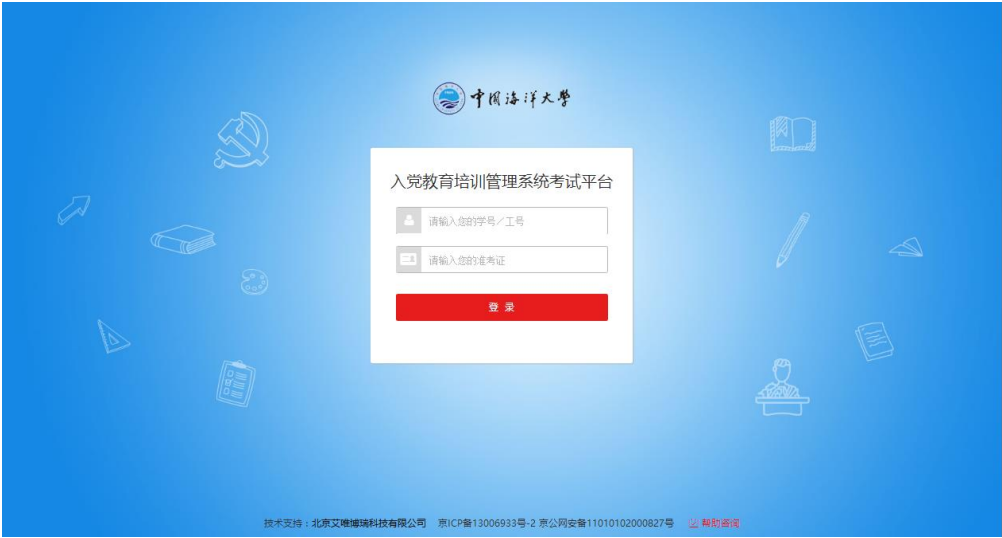 中国海洋大学
入党教育培训管理系统考试平台
请输入您的学号／工号
请输入您的准考证
登 录
技术支持：北京艾唯博瑞科技有限公司 京ICP备13006933号-2 京公网安备11010102000827号 帮助咨询